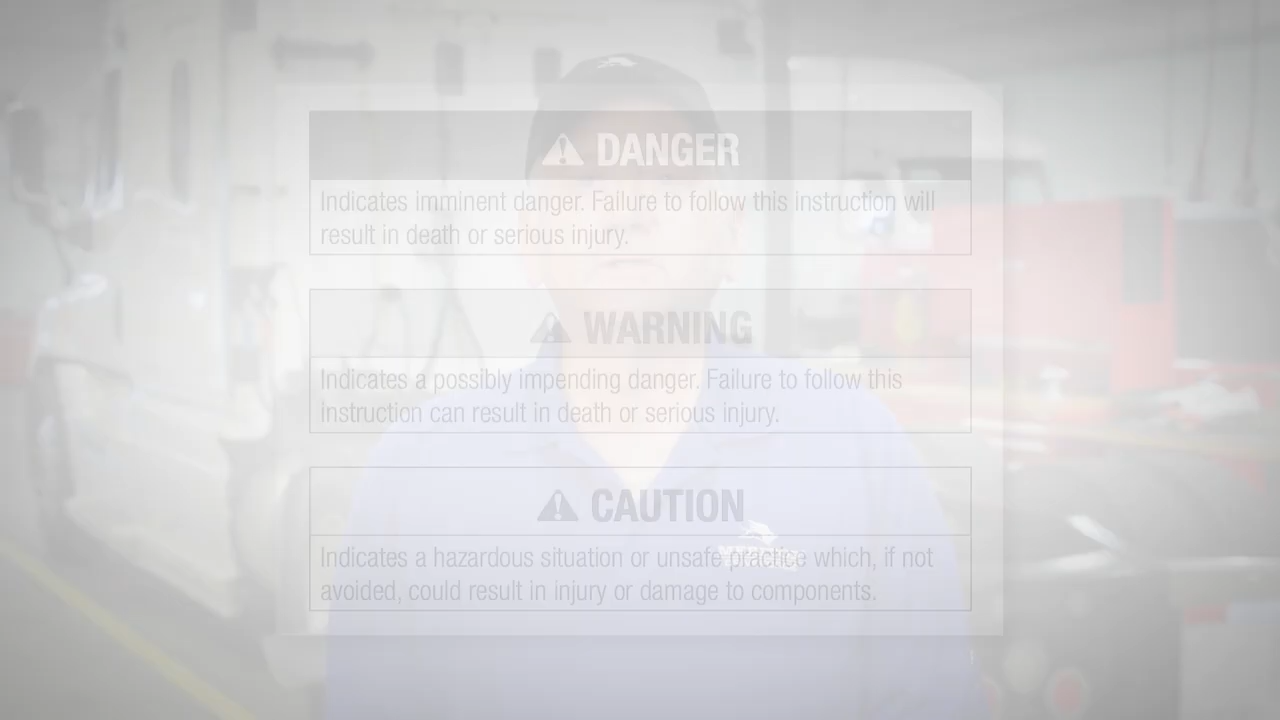 DANGER
Indicates imminent danger. Failure to follow this instruction will
result in death or serious injury.
WARNING
Indicates a possibly impending danger. Failure to follow this
instruction can result in death or serious injury.
CAUTION
Indicates a hazardous situation or unsafe practice which, if not
avoided, could result in injury or damage to components.